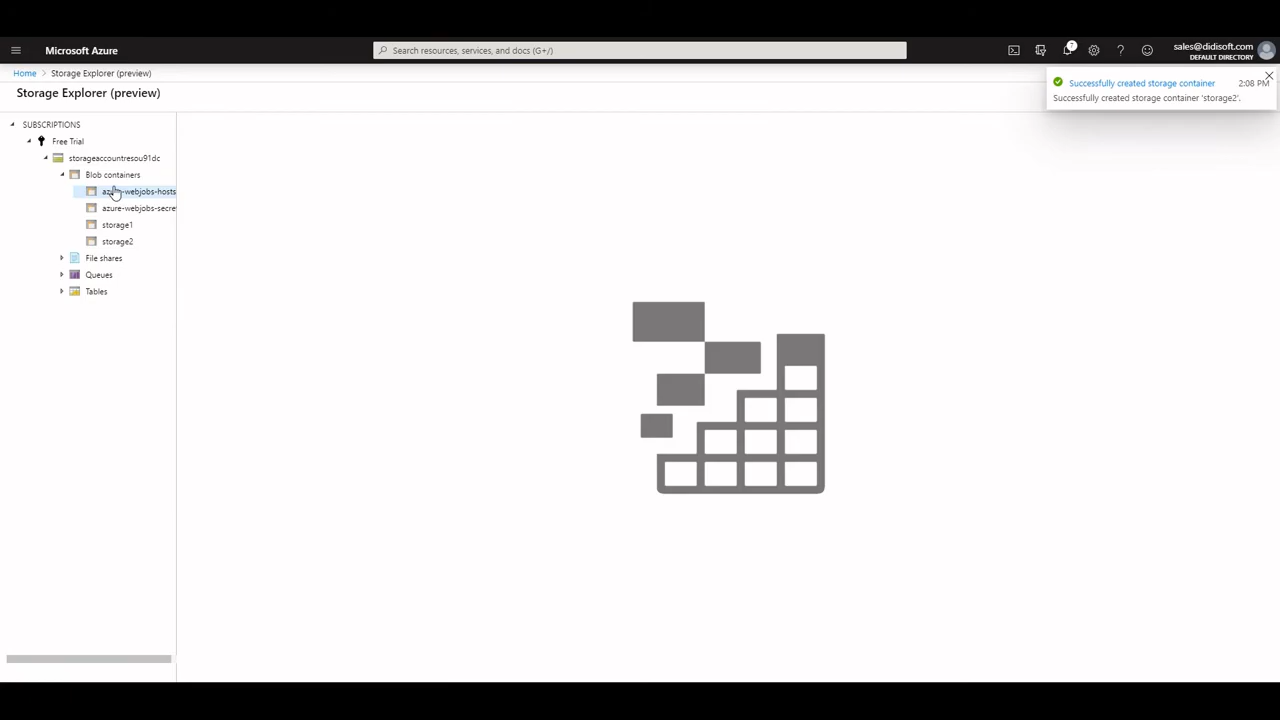 Microsoft Azure
Search resources, services, and docs (G+/)
7
sales@didisoft.com
DEFAULT DIRECTORY
Home > Storage Explorer (preview)
Storage Explorer (preview)
Successfully created storage container 2:08 PM
Successfully created storage container 'storage2'.
SUBSCRIPTIONS
Free Trial
storageaccountresou91dc
Blob containers
azure-webjobs-hosts
azure-webjobs-secre
storage1
storage2
File shares
Queues
Tables